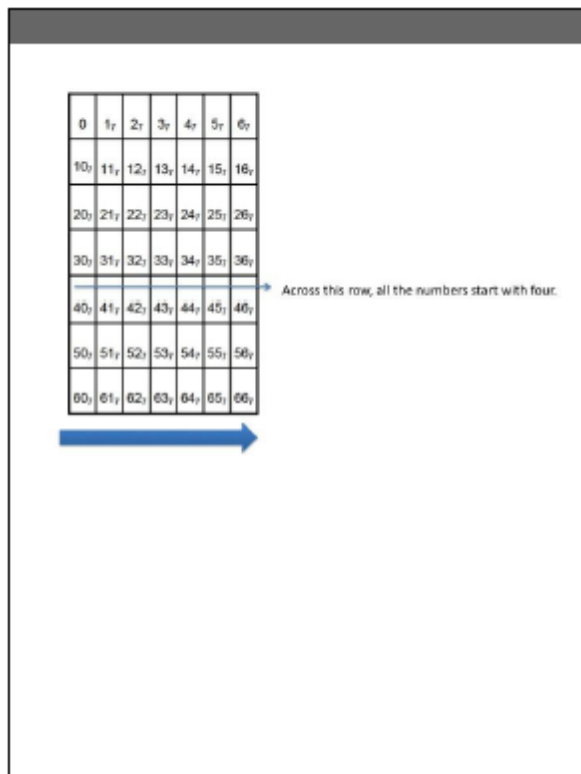 0 1₇ 2₇ 3₇ 4₇ 5₇ 6₇
10₇ 11₇ 12₇ 13₇ 14₇ 15₇ 16₇
20₇ 21₇ 22₇ 23₇ 24₇ 25₇ 26₇
30₇ 31₇ 32₇ 33₇ 34₇ 35₇ 36₇
Across this row, all the numbers start with four.
40₇ 41₇ 42₇ 43₇ 44₇ 45₇ 46₇
50₇ 51₇ 52₇ 53₇ 54₇ 55₇ 56₇
60₇ 61₇ 62₇ 63₇ 64₇ 65₇ 66₇